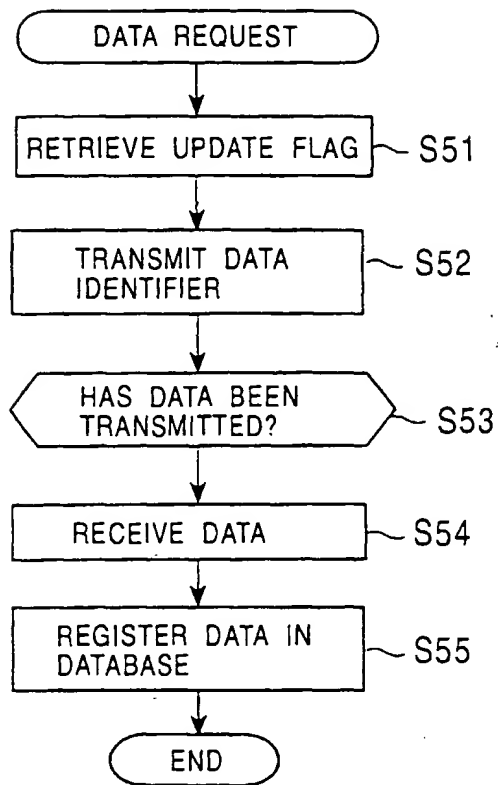 DATA REQUEST
RETRIEVE UPDATE FLAG
S51
TRANSMIT DATA
IDENTIFIER
S52
HAS DATA BEEN
TRANSMITTED?
S53
RECEIVE DATA
S54
REGISTER DATA IN
DATABASE
S55
END